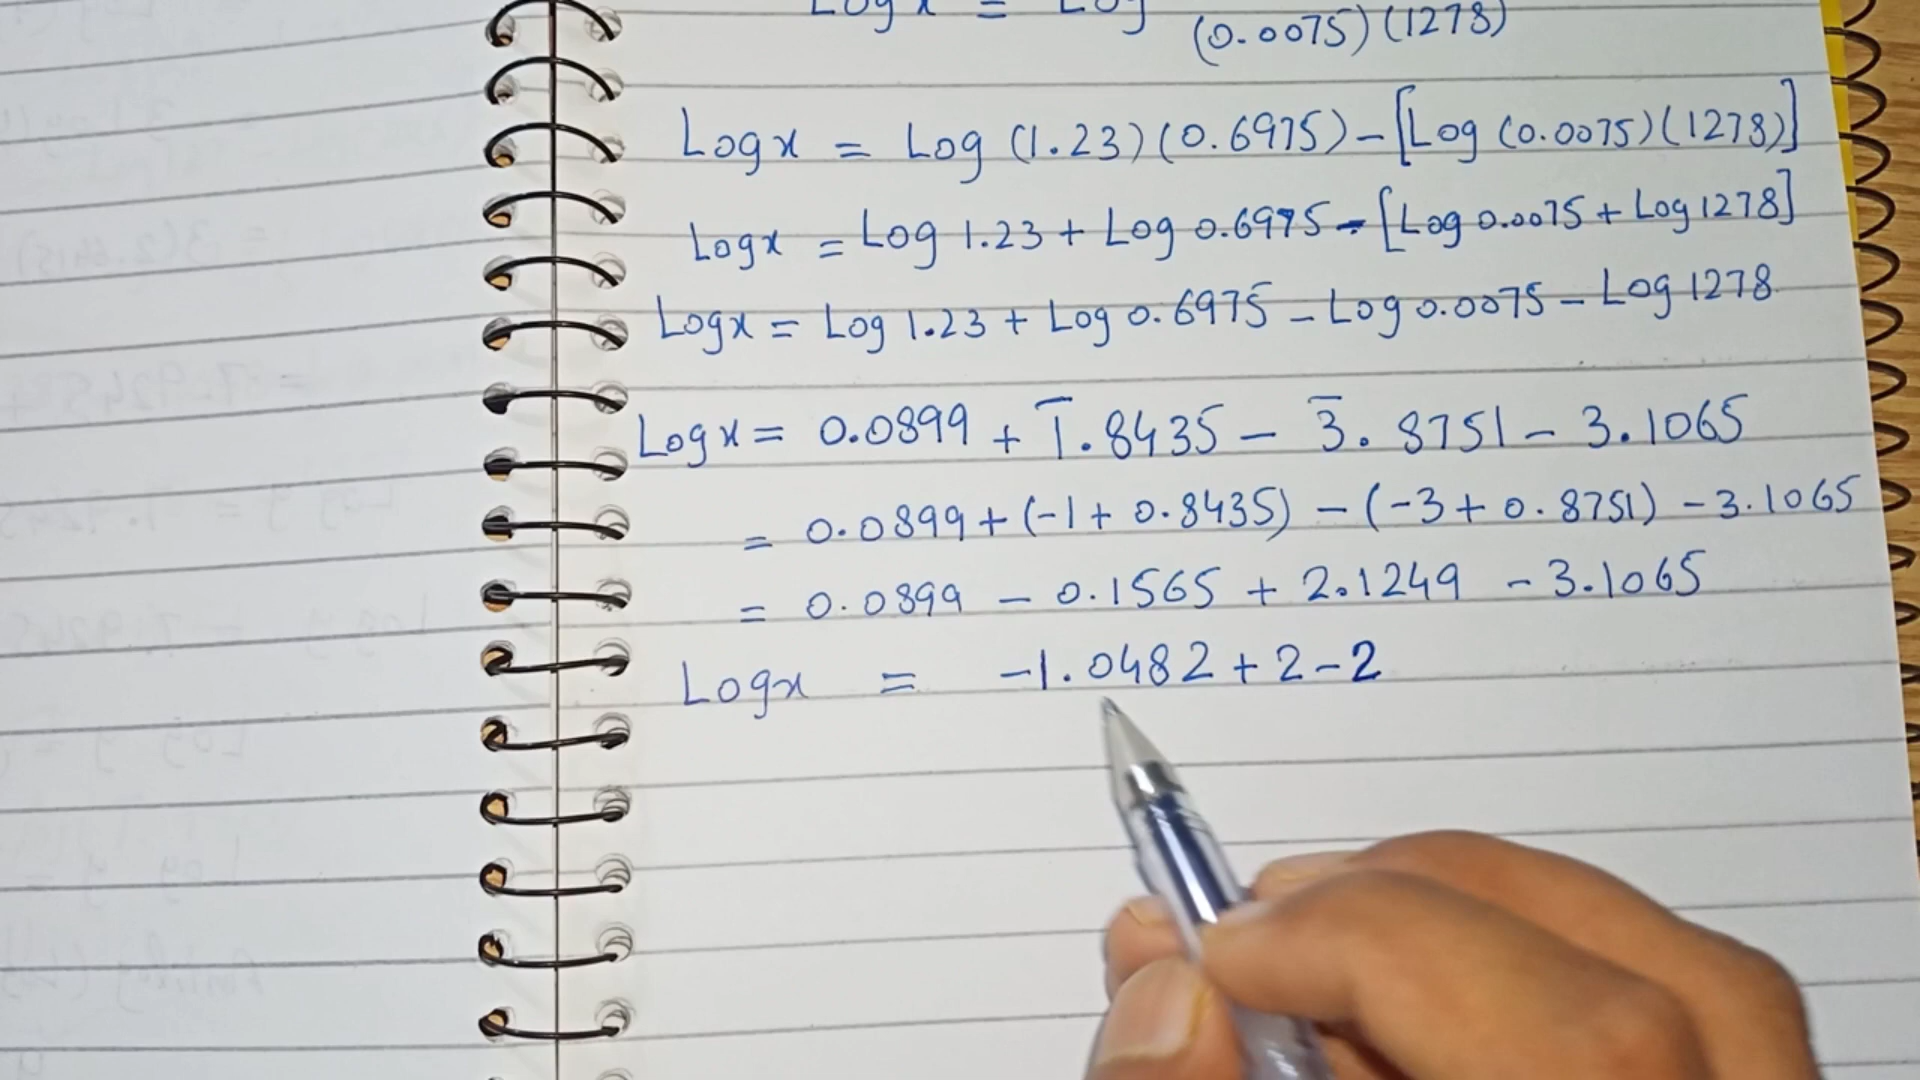 Log x = Log
(0.0075)(1278)
Log x = Log (1.23)(0.6975) - [Log (0.0075)(1278)]
Log x = Log 1.23 + Log 0.6975 - [Log 0.0075 + Log 1278]
Log x = Log 1.23 + Log 0.6975 - Log 0.0075 - Log 1278
Log x = 0.0899 + 1̅.8435 - 3̅.8751 - 3.1065
= 0.0899 + (-1 + 0.8435) - (-3 + 0.8751) - 3.1065
= 0.0899 - 0.1565 + 2.1249 - 3.1065
Log x = -1.0482 + 2 - 2